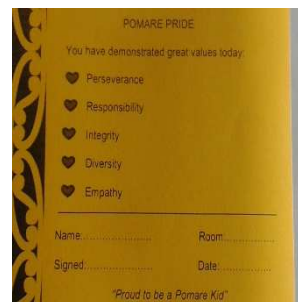 POMARE PRIDE
You have demonstrated great values today:
Perseverance
Responsibility
Integrity
Diversity
Empathy
Name:..................... Room:...............
Signed:..................... Date:...............
"Proud to be a Pomare Kid"